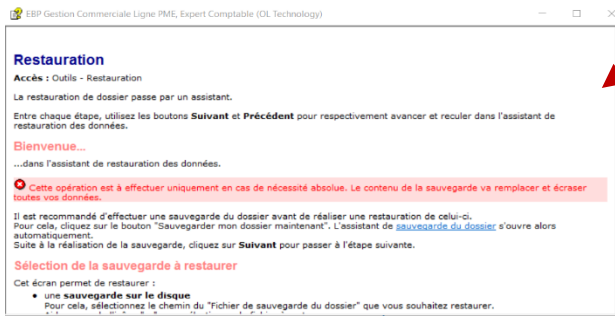 EBP Gestion Commerciale Ligne PME, Expert Comptable (OL Technology)
Restauration
Accès : Outils - Restauration
La restauration de dossier passe par un assistant.
Entre chaque étape, utilisez les boutons Suivant et Précédent pour respectivement avancer et reculer dans l'assistant de
restauration des données.
Bienvenue...
...dans l'assistant de restauration des données.
Cette opération est à effectuer uniquement en cas de nécessité absolue. Le contenu de la sauvegarde va remplacer et écraser
toutes vos données.
Il est recommandé d'effectuer une sauvegarde du dossier avant de réaliser une restauration de celui-ci.
Pour cela, cliquez sur le bouton "Sauvegarder mon dossier maintenant". L'assistant de sauvegarde du dossier s'ouvre alors
automatiquement.
Suite à la réalisation de la sauvegarde, cliquez sur Suivant pour passer à l'étape suivante.
Sélection de la sauvegarde à restaurer
Cet écran permet de restaurer :
• une sauvegarde sur le disque
Pour cela, sélectionnez le chemin du "Fichier de sauvegarde du dossier" que vous souhaitez restaurer.